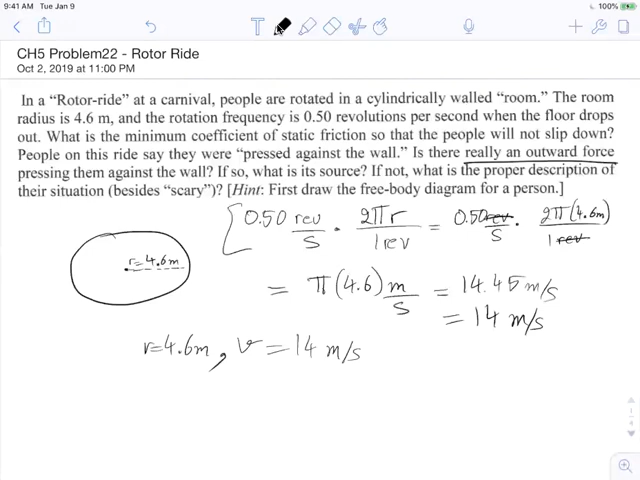 9:41 AM Tue Jan 9
100%
CH5 Problem22 - Rotor Ride
Oct 2, 2019 at 11:00 PM
In a “Rotor-ride” at a carnival, people are rotated in a cylindrically walled “room.” The room
radius is 4.6 m, and the rotation frequency is 0.50 revolutions per second when the floor drops
out. What is the minimum coefficient of static friction so that the people will not slip down?
People on this ride say they were “pressed against the wall.” Is there really an outward force
pressing them against the wall? If so, what is its source? If not, what is the proper description of
their situation (besides “scary”)? [Hint: First draw the free-body diagram for a person.]
0.50 rev/s · 2πr/1 rev = 0.50 rev/s · 2π(4.6m)/1 rev
r=4.6m
= π(4.6) m/s = 14.45 m/s
= 14 m/s
r=4.6m, v=14 m/s